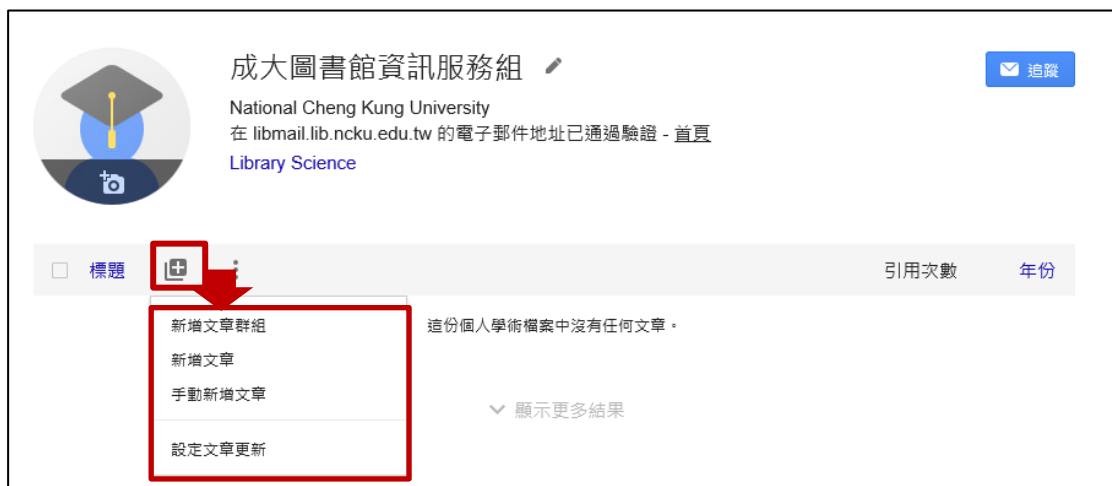 成大圖書館資訊服務組
追蹤
National Cheng Kung University
在 libmail.lib.ncku.edu.tw 的電子郵件地址已通過驗證 - 首頁
Library Science
標題
引用次數
年份
新增文章群組
這份個人學術檔案中沒有任何文章。
新增文章
手動新增文章
顯示更多結果
設定文章更新